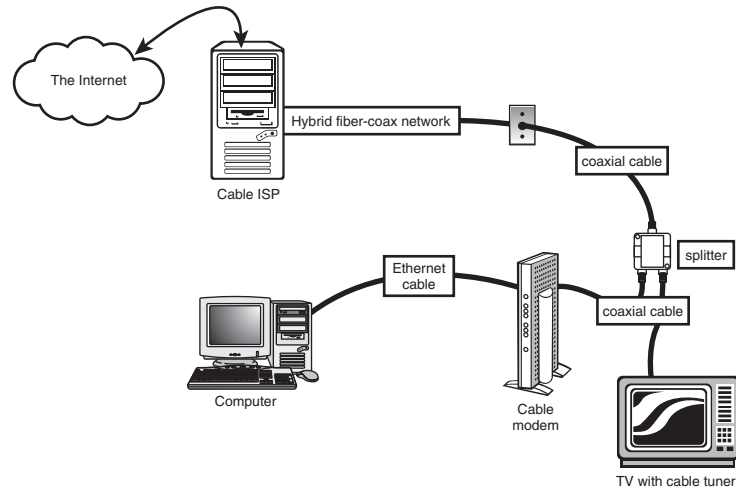 The Internet
Hybrid fiber-coax network
coaxial cable
Cable ISP
splitter
Ethernet
cable
coaxial cable
Computer
Cable
modem
TV with cable tuner